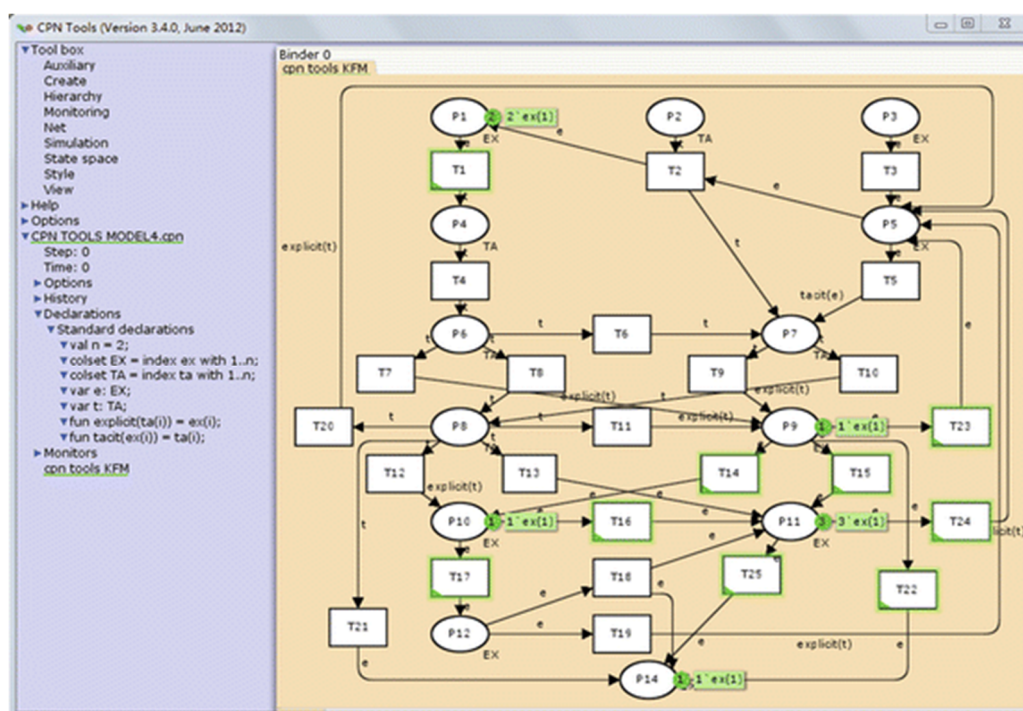 CPN Tools (Version 3.4.0, June 2012)
Tool box
Auxiliary
Create
Hierarchy
Monitoring
Net
Simulation
State space
Style
View
Help
Options
CPN TOOLS MODEL4.cpn
Step: 0
Time: 0
Options
History
Declarations
Standard declarations
val n = 2;
colset EX = index ex with 1..n;
colset TA = index ta with 1..n;
var e: EX;
var t: TA;
fun explicit(ta(i)) = ex(i);
fun tacit(ex(i)) = ta(i);
Monitors
cpn tools KFM
Binder 0
cpn tools KFM
P1 2 2`ex(1) P2 P3
EX e TA EX
T1 T2 T3
e
P4 P5
TA EX
explicit(t)
T4 t T5
tacit(e)
P6 t T6 t P7
T7 T8 T9 T10
explicit(t) t explicit(t)
explicit(t)
T20 t P8 T11 P9 1 1`ex(1) e T23
e
T12 T13 T14 T15
explicit(t) e e e
t P10 1 1`ex(1) e T16 e P11 3 3`ex(1) e T24
EX EX
e
T17 T18 e T25 T22
e
T21 P12 e T19
EX
e explicit(t) e
P14 1 1`ex(1)